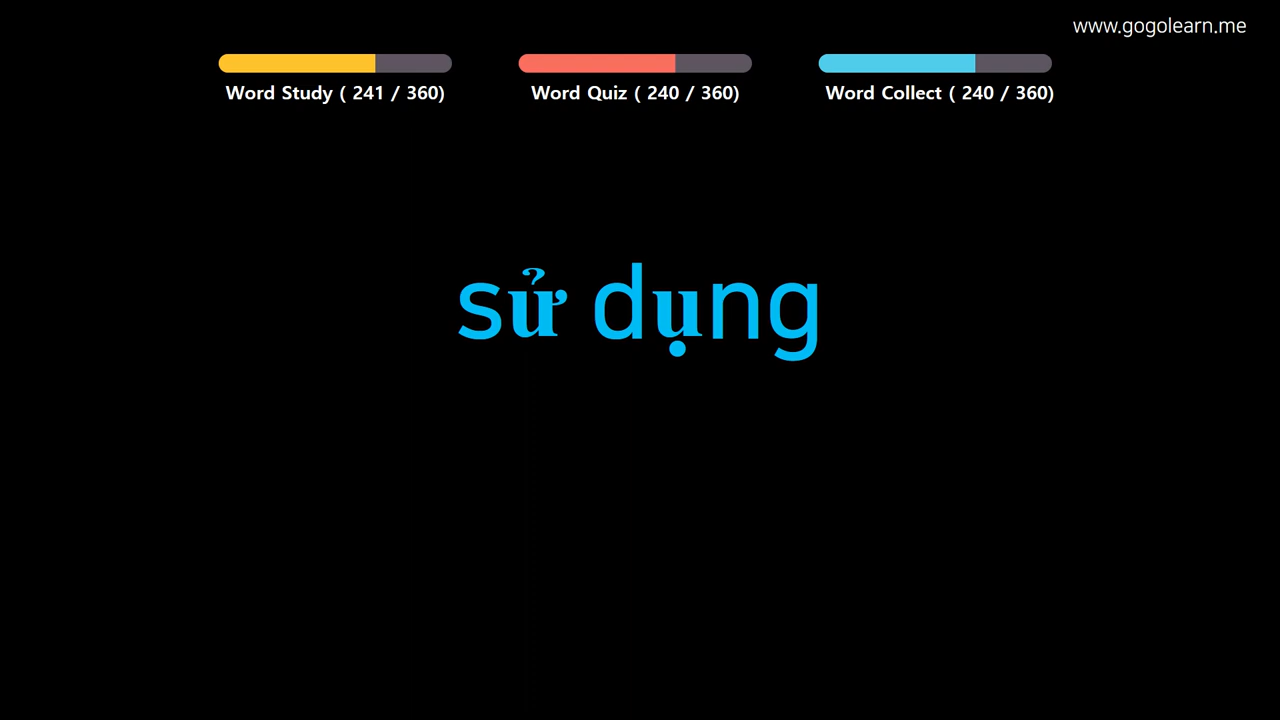 www.gogolearn.me
Word Study ( 241 / 360)
Word Quiz ( 240 / 360)
Word Collect ( 240 / 360)
sử dụng